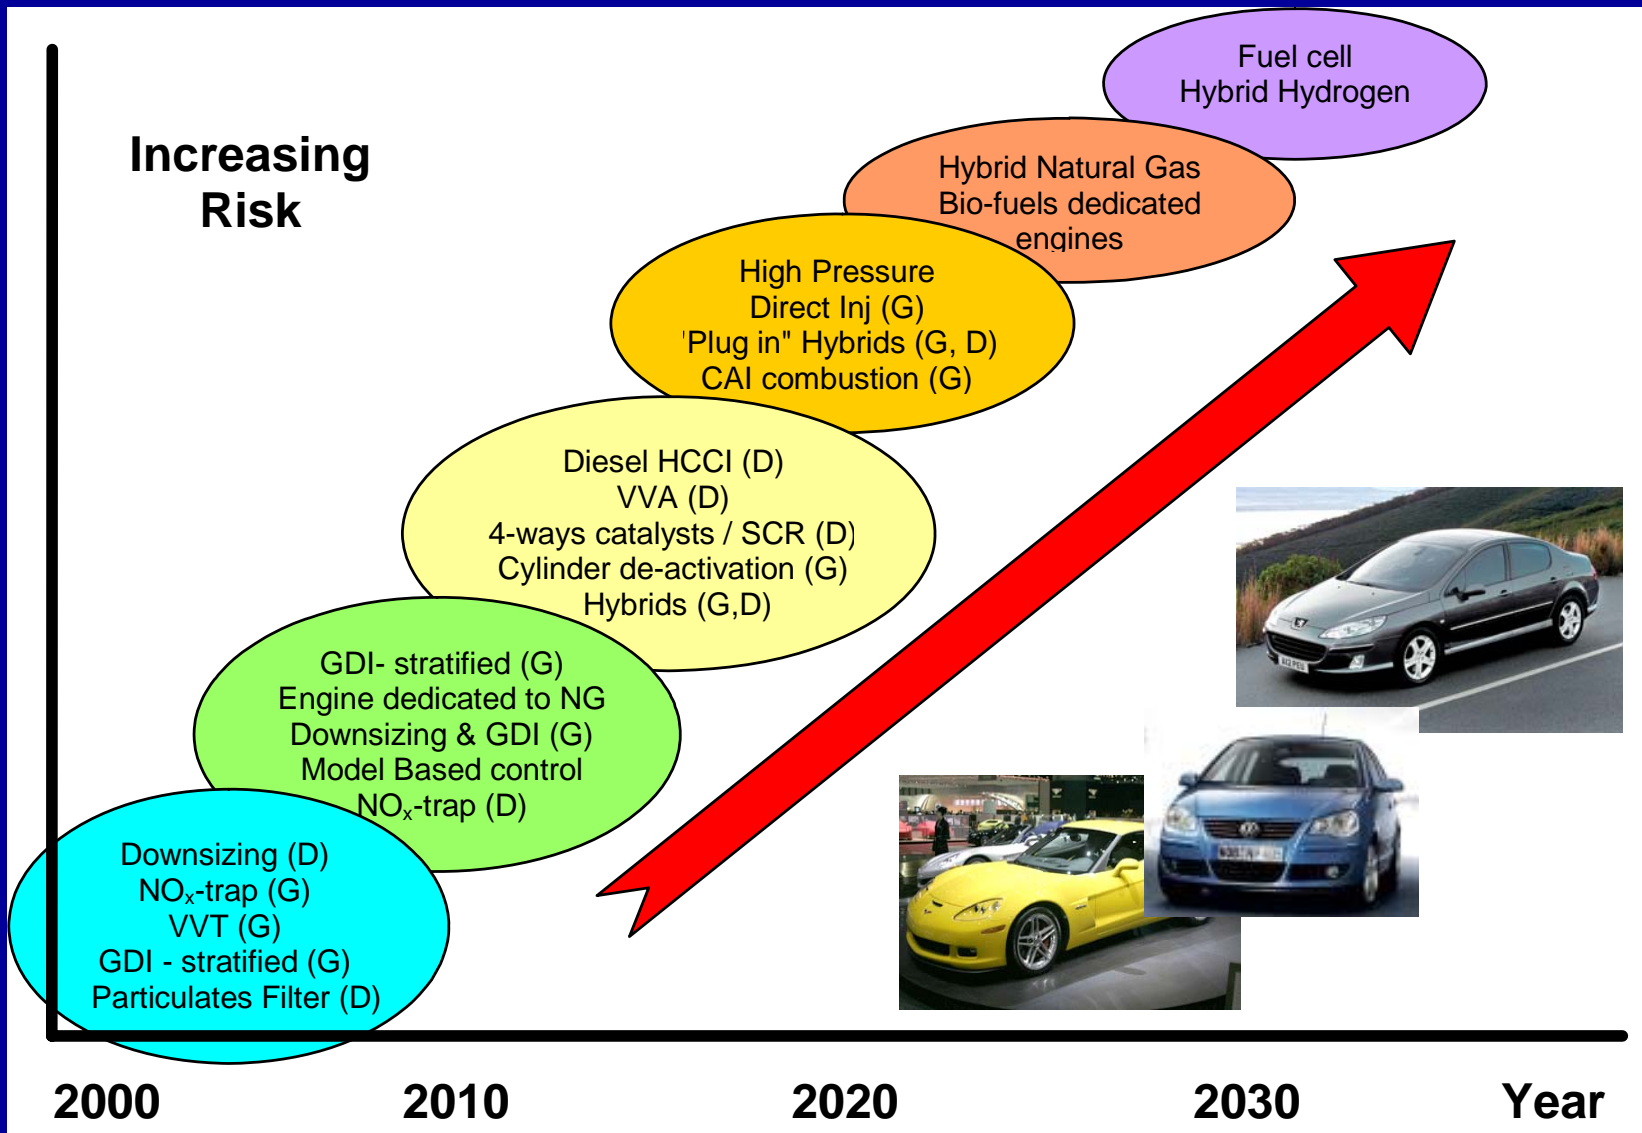 Fuel cell
Hybrid Hydrogen
Increasing
Risk
Hybrid Natural Gas
Bio-fuels dedicated
engines
High Pressure
Direct Inj (G)
'Plug in" Hybrids (G, D)
CAI combustion (G)
Diesel HCCI (D)
VVA (D)
4-ways catalysts / SCR (D)
Cylinder de-activation (G)
Hybrids (G,D)
GDI- stratified (G)
Engine dedicated to NG
Downsizing & GDI (G)
Model Based control
NOx-trap (D)
Downsizing (D)
NOx-trap (G)
VVT (G)
GDI - stratified (G)
Particulates Filter (D)
2000 2010 2020 2030 Year